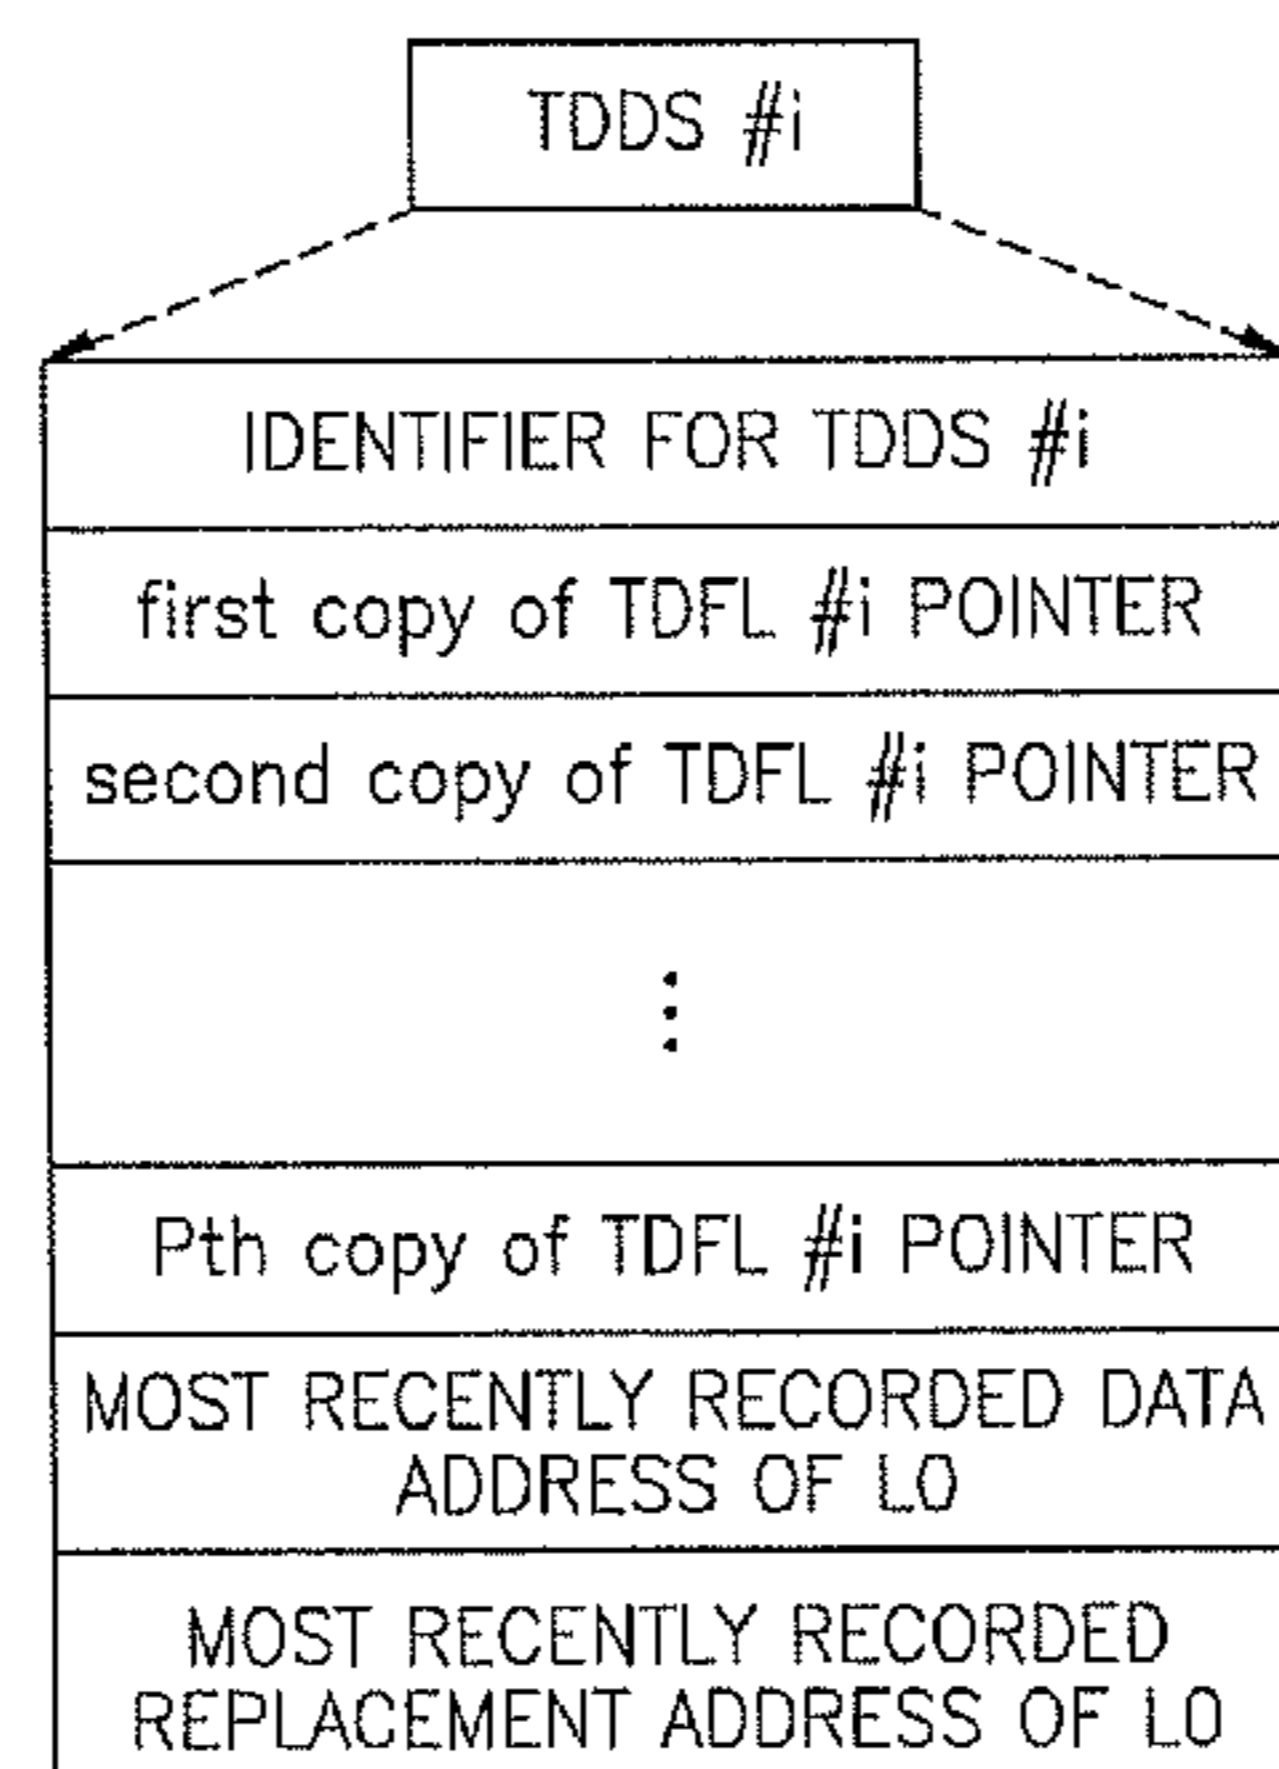 TDDS #i
IDENTIFIER FOR TDDS #i
first copy of TDFL #i POINTER
second copy of TDFL #i POINTER
⋮
Pth copy of TDFL #i POINTER
MOST RECENTLY RECORDED DATA
ADDRESS OF L0
MOST RECENTLY RECORDED
REPLACEMENT ADDRESS OF L0